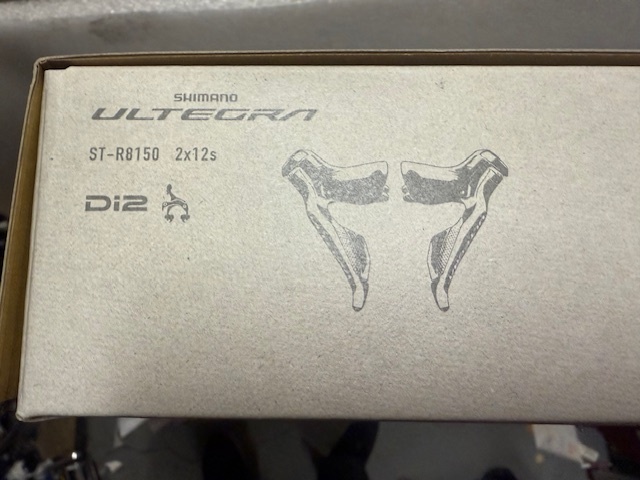 SHIMANO
ULTEGRA
ST-R8150 2x12s
Di2